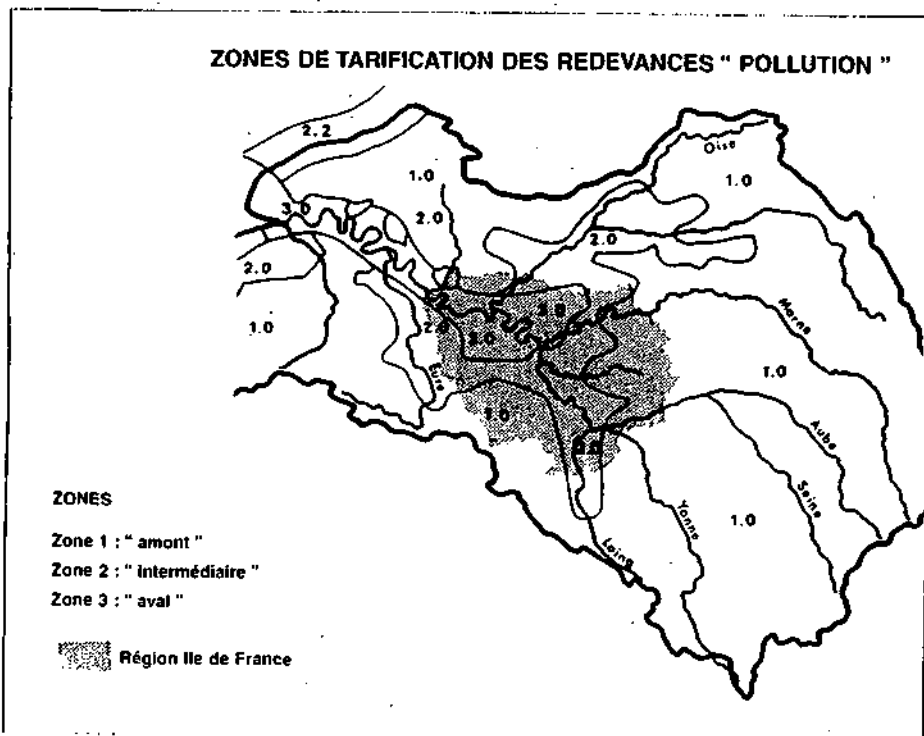 ZONES DE TARIFICATION DES REDEVANCES " POLLUTION "
2.2
Oise
1.0
1.0
3.0
2.0
2.0
2.0
1.0
Marne
Eure
1.0
1.0
Aube
Seine
Yonne
1.0
Loing
ZONES
Zone 1 : " amont "
Zone 2 : " intermédiaire "
Zone 3 : " aval "
Région Ile de France